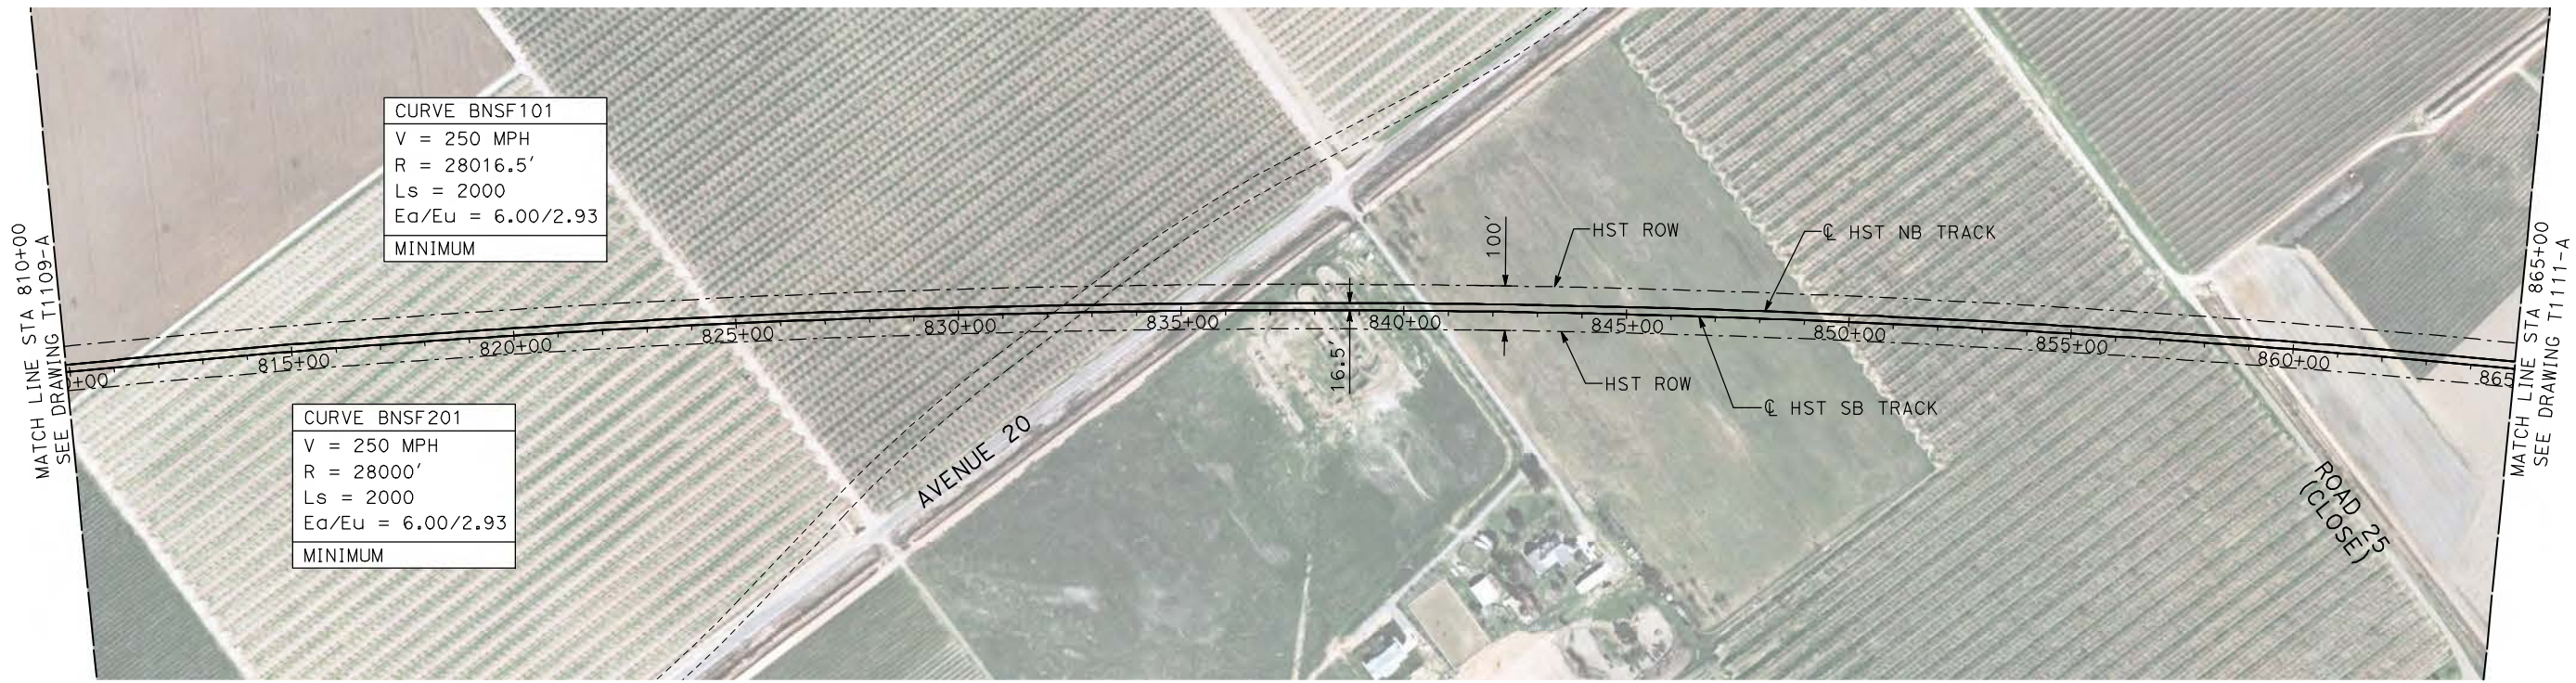 MATCH LINE STA 810+00
SEE DRAWING T1109-A
CURVE BNSF101
V = 250 MPH
R = 28016.5'
Ls = 2000
Ea/Eu = 6.00/2.93
MINIMUM
CURVE BNSF201
V = 250 MPH
R = 28000'
Ls = 2000
Ea/Eu = 6.00/2.93
MINIMUM
+00
815+00
820+00
825+00
830+00
835+00
840+00
845+00
850+00
855+00
860+00
865
AVENUE 20
16.5'
100'
HST ROW
℄ HST NB TRACK
HST ROW
℄ HST SB TRACK
ROAD 25
(CLOSE)
MATCH LINE STA 865+00
SEE DRAWING T1111-A